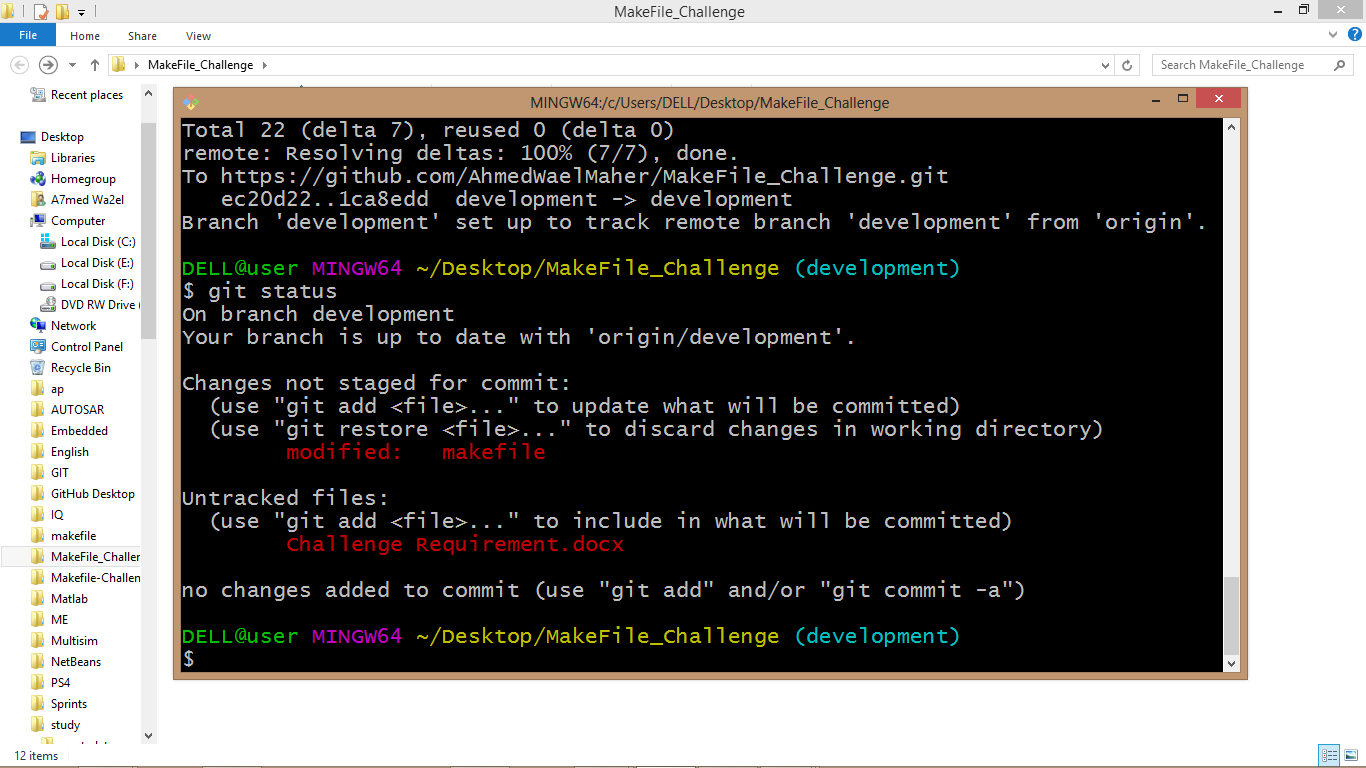 MakeFile_Challenge
File Home Share View
MakeFile_Challenge
Search MakeFile_Challenge
Recent places
Desktop
Libraries
Homegroup
A7med Wa2el
Computer
Local Disk (C:)
Local Disk (E:)
Local Disk (F:)
DVD RW Drive (
Network
Control Panel
Recycle Bin
ap
AUTOSAR
Embedded
English
GIT
GitHub Desktop
IQ
makefile
MakeFile_Challer
Makefile-Challen
Matlab
ME
Multisim
NetBeans
PS4
Sprints
study
12 items
MINGW64:/c/Users/DELL/Desktop/MakeFile_Challenge
Total 22 (delta 7), reused 0 (delta 0)
remote: Resolving deltas: 100% (7/7), done.
To https://github.com/AhmedWaelMaher/MakeFile_Challenge.git
ec20d22..1ca8edd  development -> development
Branch 'development' set up to track remote branch 'development' from 'origin'.
DELL@user MINGW64 ~/Desktop/MakeFile_Challenge (development)
$ git status
On branch development
Your branch is up to date with 'origin/development'.
Changes not staged for commit:
(use "git add <file>..." to update what will be committed)
(use "git restore <file>..." to discard changes in working directory)
modified:   makefile
Untracked files:
(use "git add <file>..." to include in what will be committed)
Challenge Requirement.docx
no changes added to commit (use "git add" and/or "git commit -a")
DELL@user MINGW64 ~/Desktop/MakeFile_Challenge (development)
$